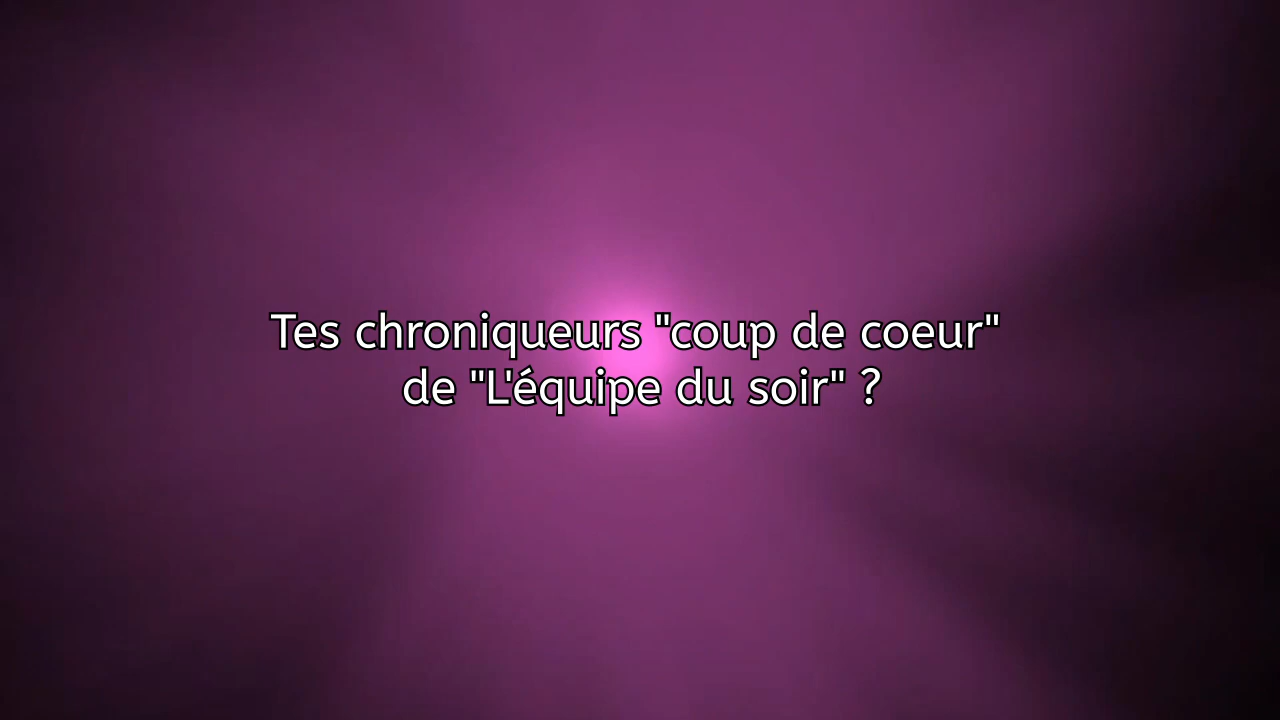 Tes chroniqueurs "coup de coeur"
de "L'équipe du soir" ?